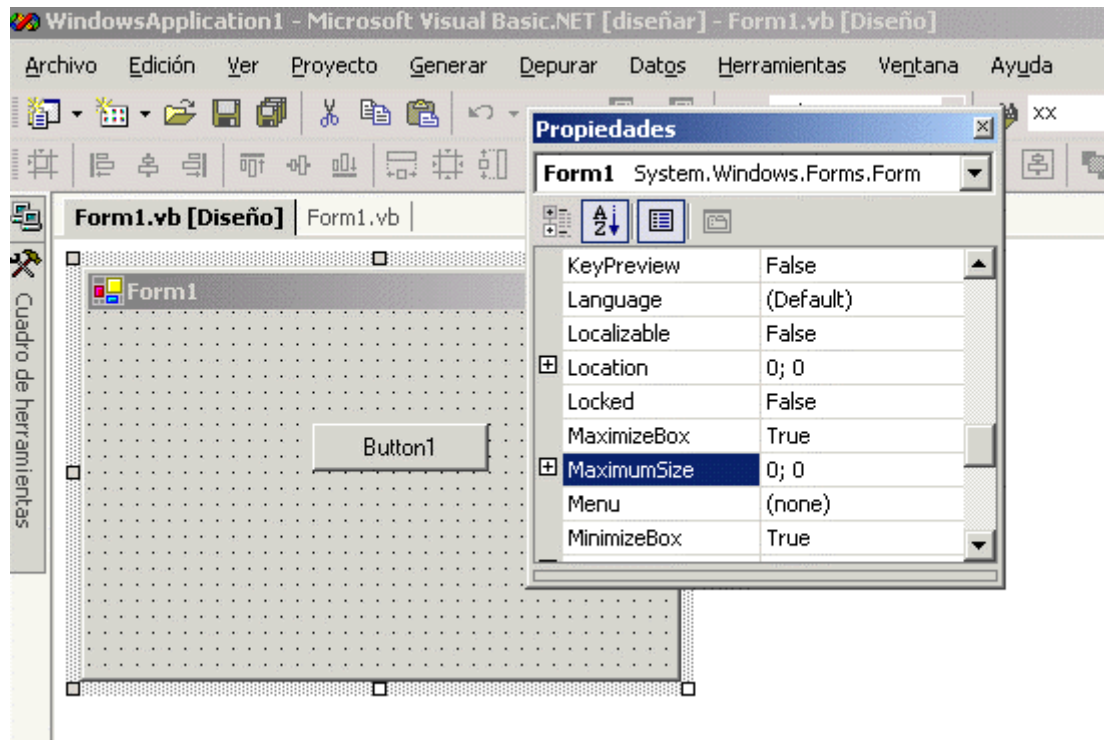 WindowsApplication1 - Microsoft Visual Basic.NET [diseñar] - Form1.vb [Diseño]
Archivo Edición Ver Proyecto Generar Depurar Datos Herramientas Ventana Ayuda
xx
Propiedades
Form1 System.Windows.Forms.Form
Form1.vb [Diseño] Form1.vb
Cuadro de herramientas
Form1
Button1
KeyPreview False
Language (Default)
Localizable False
Location 0; 0
Locked False
MaximizeBox True
MaximumSize 0; 0
Menu (none)
MinimizeBox True